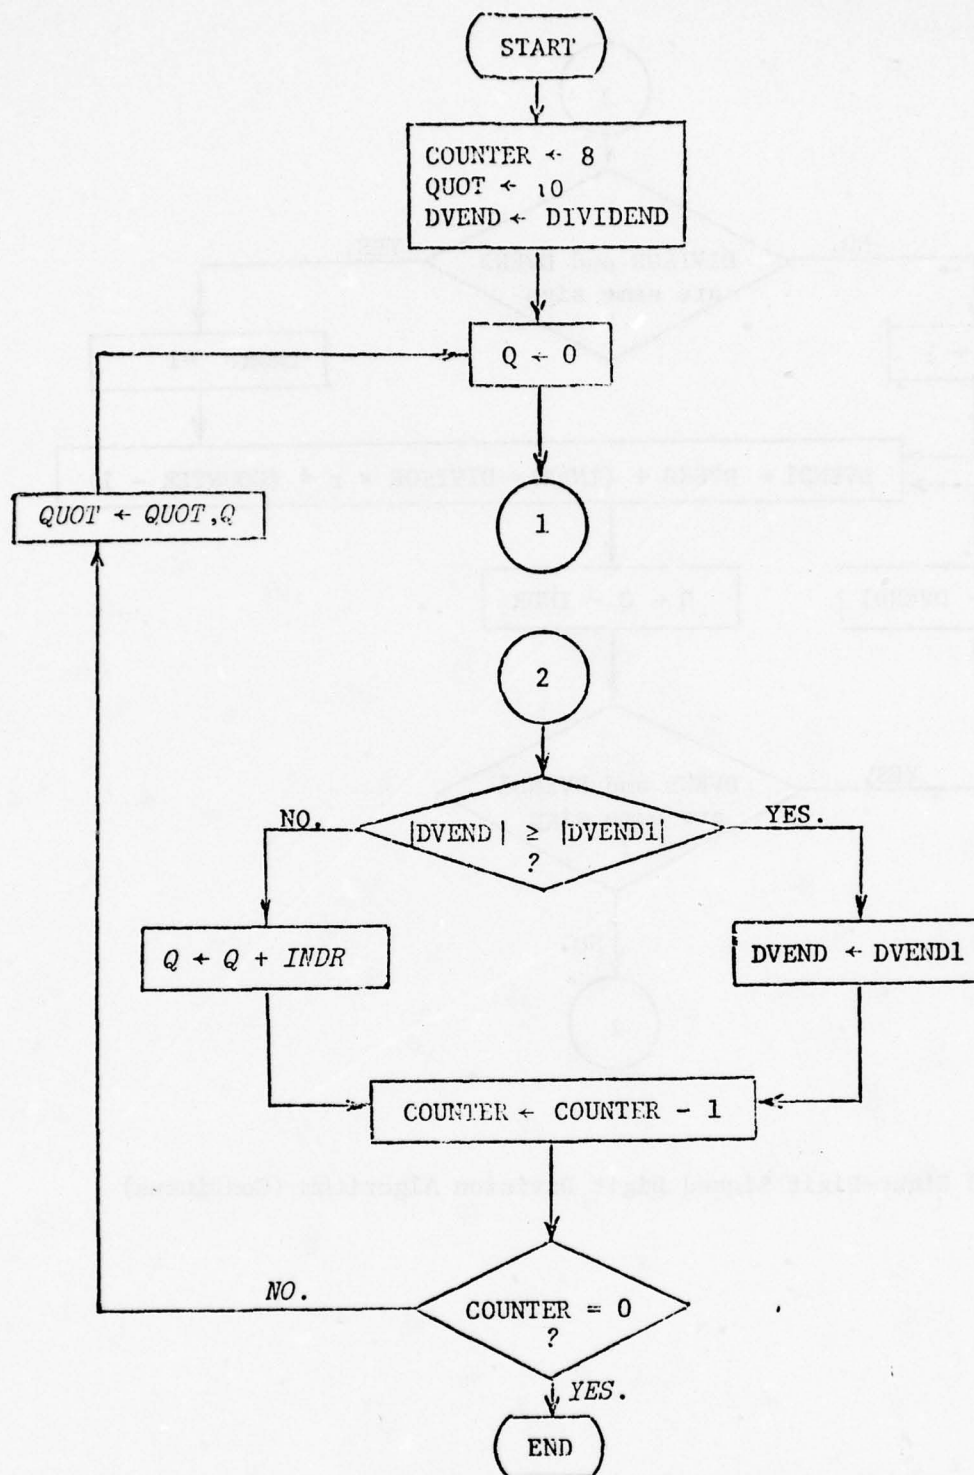 START
COUNTER ← 8
QUOT ← 10
DVEND ← DIVIDEND
Q ← 0
QUOT ← QUOT,Q
1
2
NO.
|DVEND| ≥ |DVEND1|
?
YES.
Q ← Q + INDR
DVEND ← DVEND1
COUNTER ← COUNTER - 1
NO.
COUNTER = 0
?
YES.
END